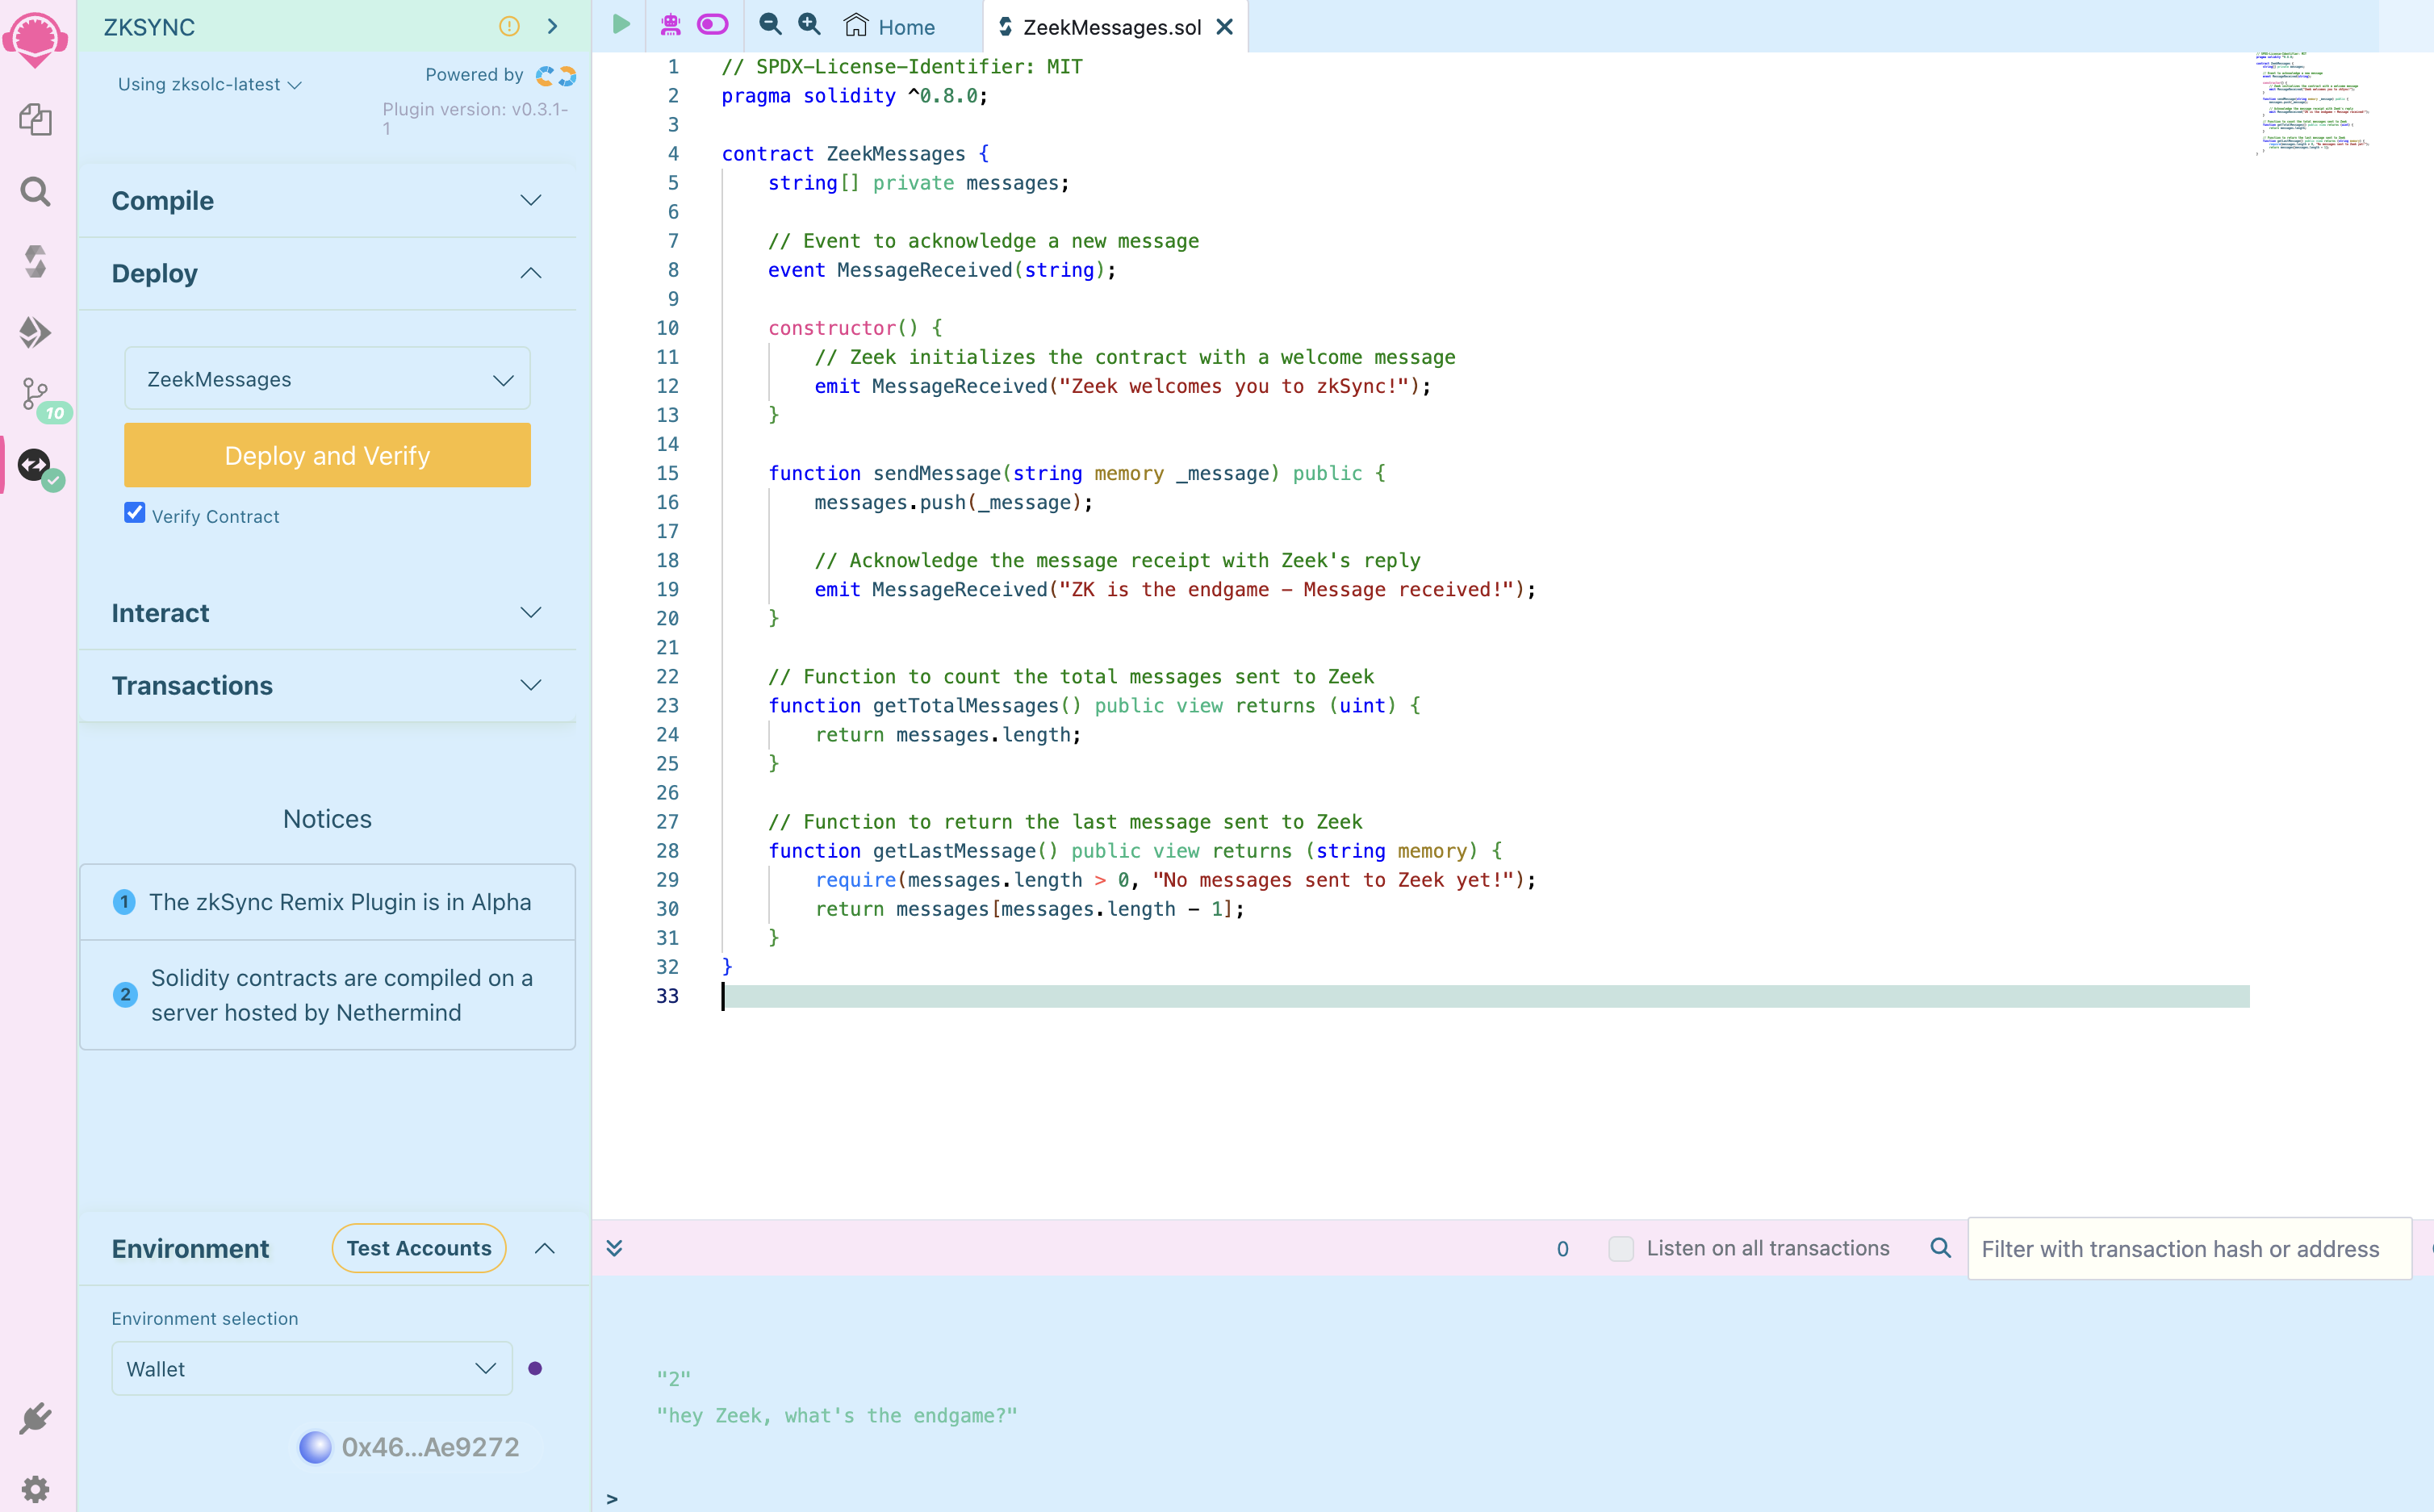 ZKSYNC
Using zksolc-latest
Powered by
Plugin version: v0.3.1-
1
Compile
Deploy
ZeekMessages
Deploy and Verify
Verify Contract
Interact
Transactions
Notices
1 The zkSync Remix Plugin is in Alpha
2 Solidity contracts are compiled on a
server hosted by Nethermind
Environment
Test Accounts
Environment selection
Wallet
0x46...Ae9272
10
Home
ZeekMessages.sol
1 // SPDX-License-Identifier: MIT
2 pragma solidity ^0.8.0;
3
4 contract ZeekMessages {
5 string[] private messages;
6
7 // Event to acknowledge a new message
8 event MessageReceived(string);
9
10 constructor() {
11 // Zeek initializes the contract with a welcome message
12 emit MessageReceived("Zeek welcomes you to zkSync!");
13 }
14
15 function sendMessage(string memory _message) public {
16 messages.push(_message);
17
18 // Acknowledge the message receipt with Zeek's reply
19 emit MessageReceived("ZK is the endgame – Message received!");
20 }
21
22 // Function to count the total messages sent to Zeek
23 function getTotalMessages() public view returns (uint) {
24 return messages.length;
25 }
26
27 // Function to return the last message sent to Zeek
28 function getLastMessage() public view returns (string memory) {
29 require(messages.length > 0, "No messages sent to Zeek yet!");
30 return messages[messages.length - 1];
31 }
32 }
33
0
Listen on all transactions
Filter with transaction hash or address
"2"
"hey Zeek, what's the endgame?"
>